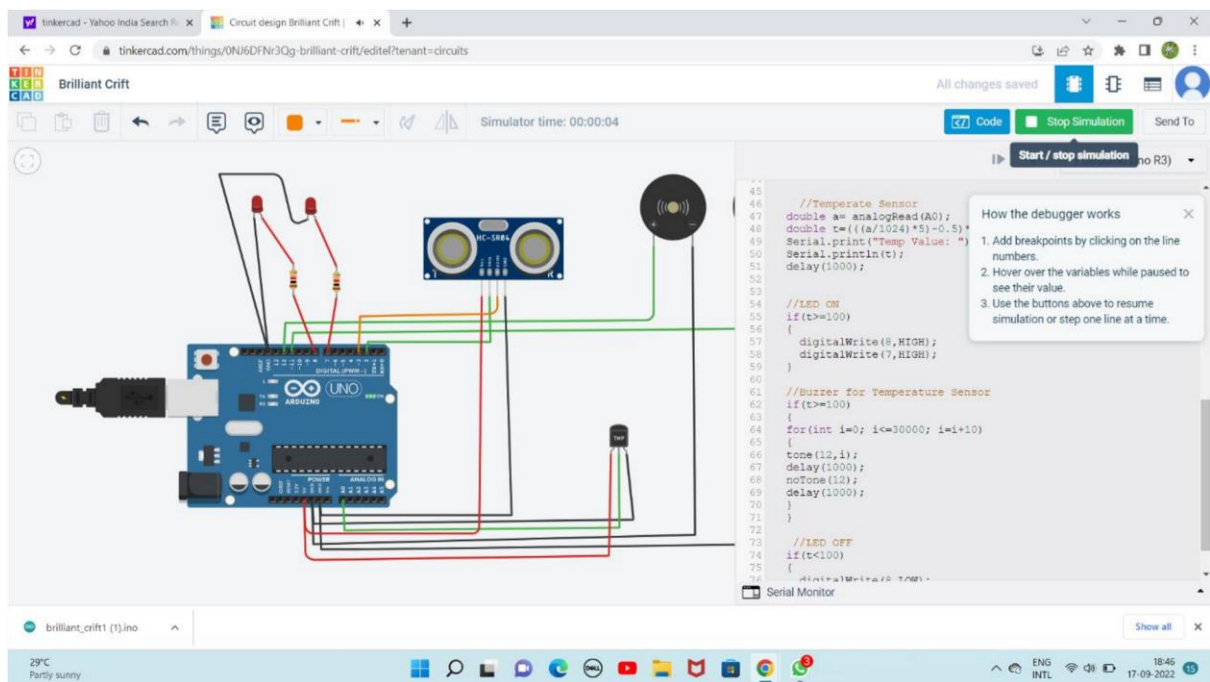 tinkercad - Yahoo India Search R
Circuit design Brilliant Crift |
tinkercad.com/things/0NJ6DFNr3Qg-brilliant-crift/editel?tenant=circuits
TIN
KER
CAD
Brilliant Crift
All changes saved
Simulator time: 00:00:04
Code
Stop Simulation
Send To
Start / stop simulation
no R3)
45
46 //Temperate Sensor
47 double a= analogRead(A0);
48 double t=(((a/1024)*5)-0.5)*
49 Serial.print("Temp Value: ")
50 Serial.println(t);
51 delay(1000);
52
53
54 //LED ON
55 if(t>=100)
56 {
57 digitalWrite(8,HIGH);
58 digitalWrite(7,HIGH);
59 }
60
61 //Buzzer for Temperature Sensor
62 if(t>=100)
63 {
64 for(int i=0; i<=30000; i=i+10)
65 {
66 tone(12,i);
67 delay(1000);
68 noTone(12);
69 delay(1000);
70 }
71 }
72
73 //LED OFF
74 if(t<100)
75 {
76 digitalWrite(8,LOW);
How the debugger works
1. Add breakpoints by clicking on the line
numbers.
2. Hover over the variables while paused to
see their value.
3. Use the buttons above to resume
simulation or step one line at a time.
HC-SR04
T
R
DIGITAL (PWM~)
UNO
ARDUINO
POWER
ANALOG IN
TMP
Serial Monitor
brilliant_crift1 (1).ino
Show all
29°C
Partly sunny
3
ENG
INTL
18:46
17-09-2022
15